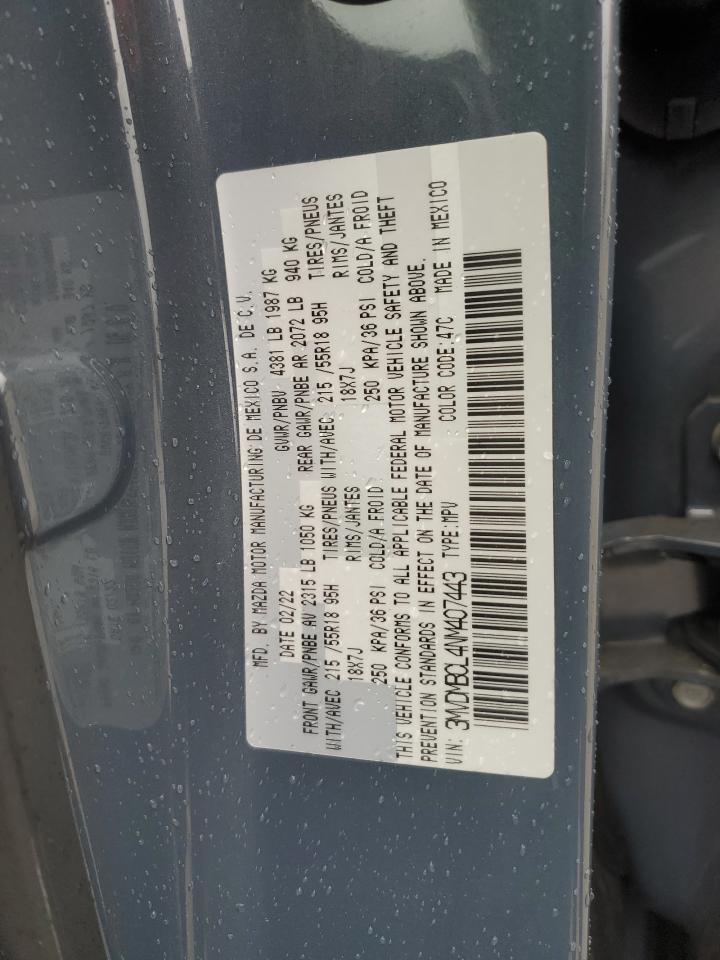 MFD. BY MAZDA MOTOR MANUFACTURING DE MEXICO S.A. DE C.V.
DATE 02/22 GVWR/PNBV 4381 LB 1987 KG
FRONT GAWR/PNBE AV 2315 LB 1050 KG REAR GAWR/PNBE AR 2072 LB 940 KG
WITH/AVEC 215 /55R18 95H TIRES/PNEUS WITH/AVEC 215 /55R18 95H TIRES/PNEUS
18X7J RIMS/JANTES 18X7J RIMS/JANTES
250 KPA/36 PSI COLD/A FROID 250 KPA/36 PSI COLD/A FROID
THIS VEHICLE CONFORMS TO ALL APPLICABLE FEDERAL MOTOR VEHICLE SAFETY AND THEFT
PREVENTION STANDARDS IN EFFECT ON THE DATE OF MANUFACTURE SHOWN ABOVE.
VIN: 3MVDMBCL4NM407443 TYPE:MPV COLOR CODE:47C MADE IN MEXICO